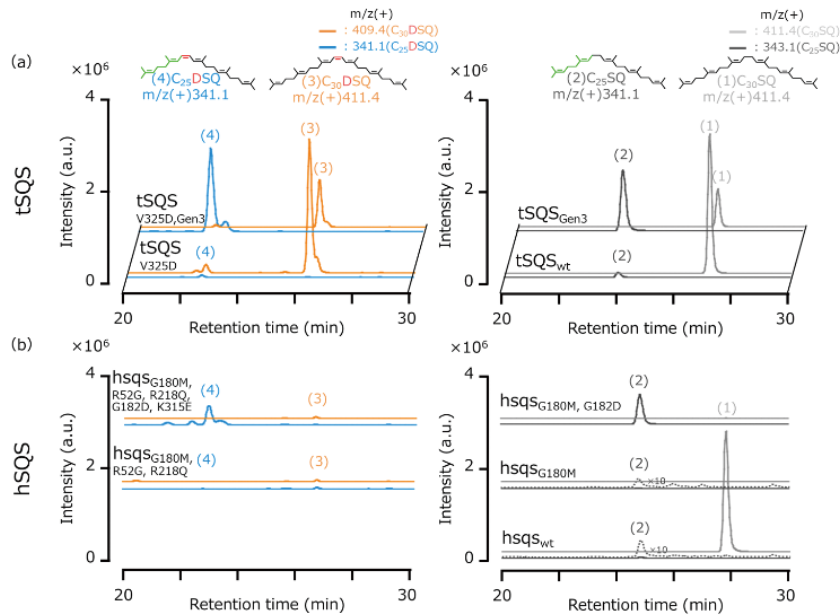 m/z(+)
: 409.4(C30DSQ)
: 341.1(C25DSQ)
m/z(+)
: 411.4(C30SQ)
: 343.1(C25SQ)
(a)
(4)C25DSQ
m/z(+)341.1
(3)C30DSQ
m/z(+)411.4
(2)C25SQ
m/z(+)341.1
(1)C30SQ
m/z(+)411.4
×10⁶
4
2
0
Intensity (a.u.)
tSQS
(4)
(3)
(3)
tSQS
V325D,Gen3
(4)
tSQS
V325D
20
30
Retention time (min)
×10⁶
4
2
0
Intensity (a.u.)
(2)
(1)
(1)
tSQSGen3
(2)
tSQSwt
20
30
Retention time (min)
(b)
×10⁶
4
2
0
Intensity (a.u.)
hSQS
hsqsG180M,
R52G, R218Q,
G182D, K315E
(4)
(3)
hsqsG180M,
R52G, R218Q
(4)
(3)
20
30
Retention time (min)
×10⁶
4
2
0
Intensity (a.u.)
hsqsG180M, G182D
(2)
(1)
hsqsG180M
(2)
×10
hsqswt
(2)
×10
20
30
Retention time (min)